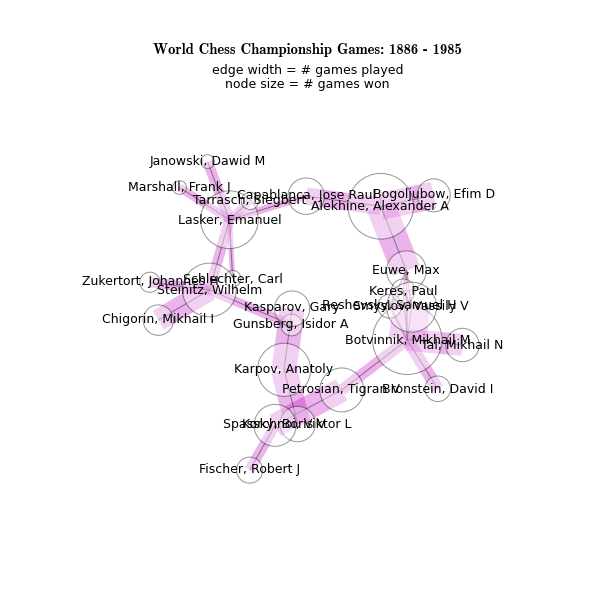 World Chess Championship Games: 1886 - 1985
edge width = # games played
node size = # games won
Janowski, Dawid M
Marshall, Frank J
Tarrasch, Siegbert
Capablanca, Jose Raul
Bogoljubow, Efim D
Alekhine, Alexander A
Lasker, Emanuel
Euwe, Max
Zukertort, Johannes H
Schlechter, Carl
Steinitz, Wilhelm
Keres, Paul
Reshevsky, Samuel H
Smyslov, Vassily V
Kasparov, Gary
Chigorin, Mikhail I
Gunsberg, Isidor A
Botvinnik, Mikhail M
Tal, Mikhail N
Karpov, Anatoly
Petrosian, Tigran V
Bronstein, David I
Spassky, Boris V
Korchnoi, Viktor L
Fischer, Robert J